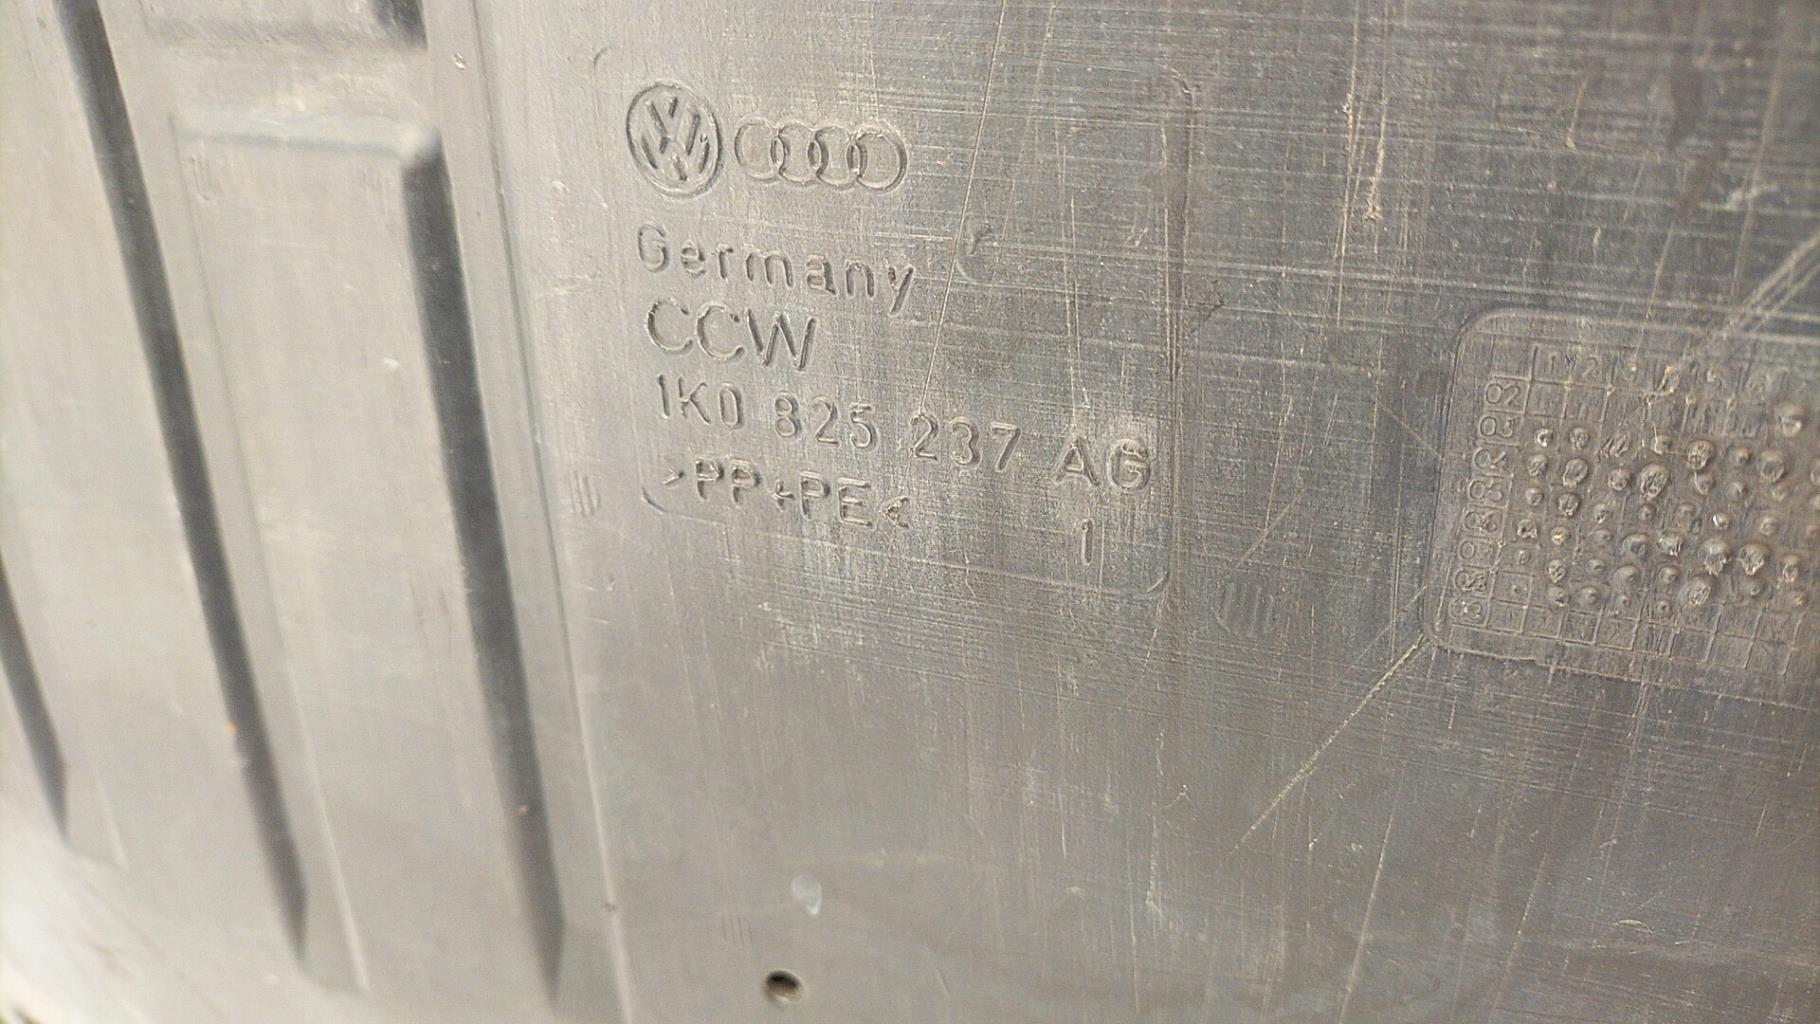 Germany
CCW
1K0 825 237 AG
>PP+PE<
1